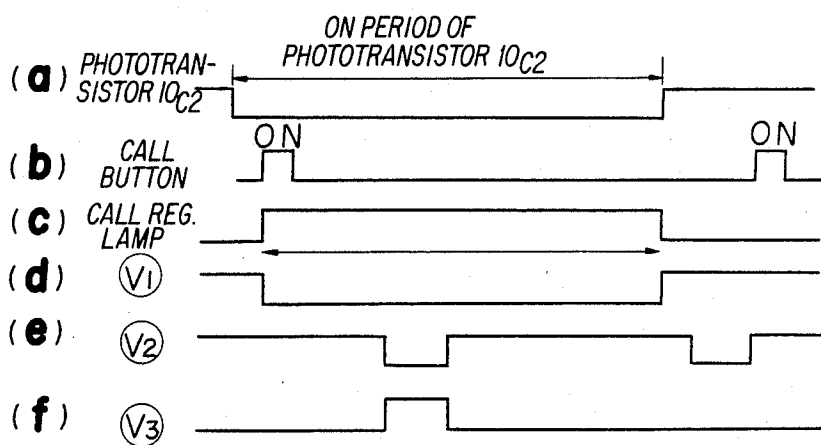 ON PERIOD OF
PHOTOTRANSISTOR 10C2
(a) PHOTOTRAN-
SISTOR 10C2
ON ON
(b) CALL
BUTTON
(c) CALL REG.
LAMP
(d) V1
(e) V2
(f) V3